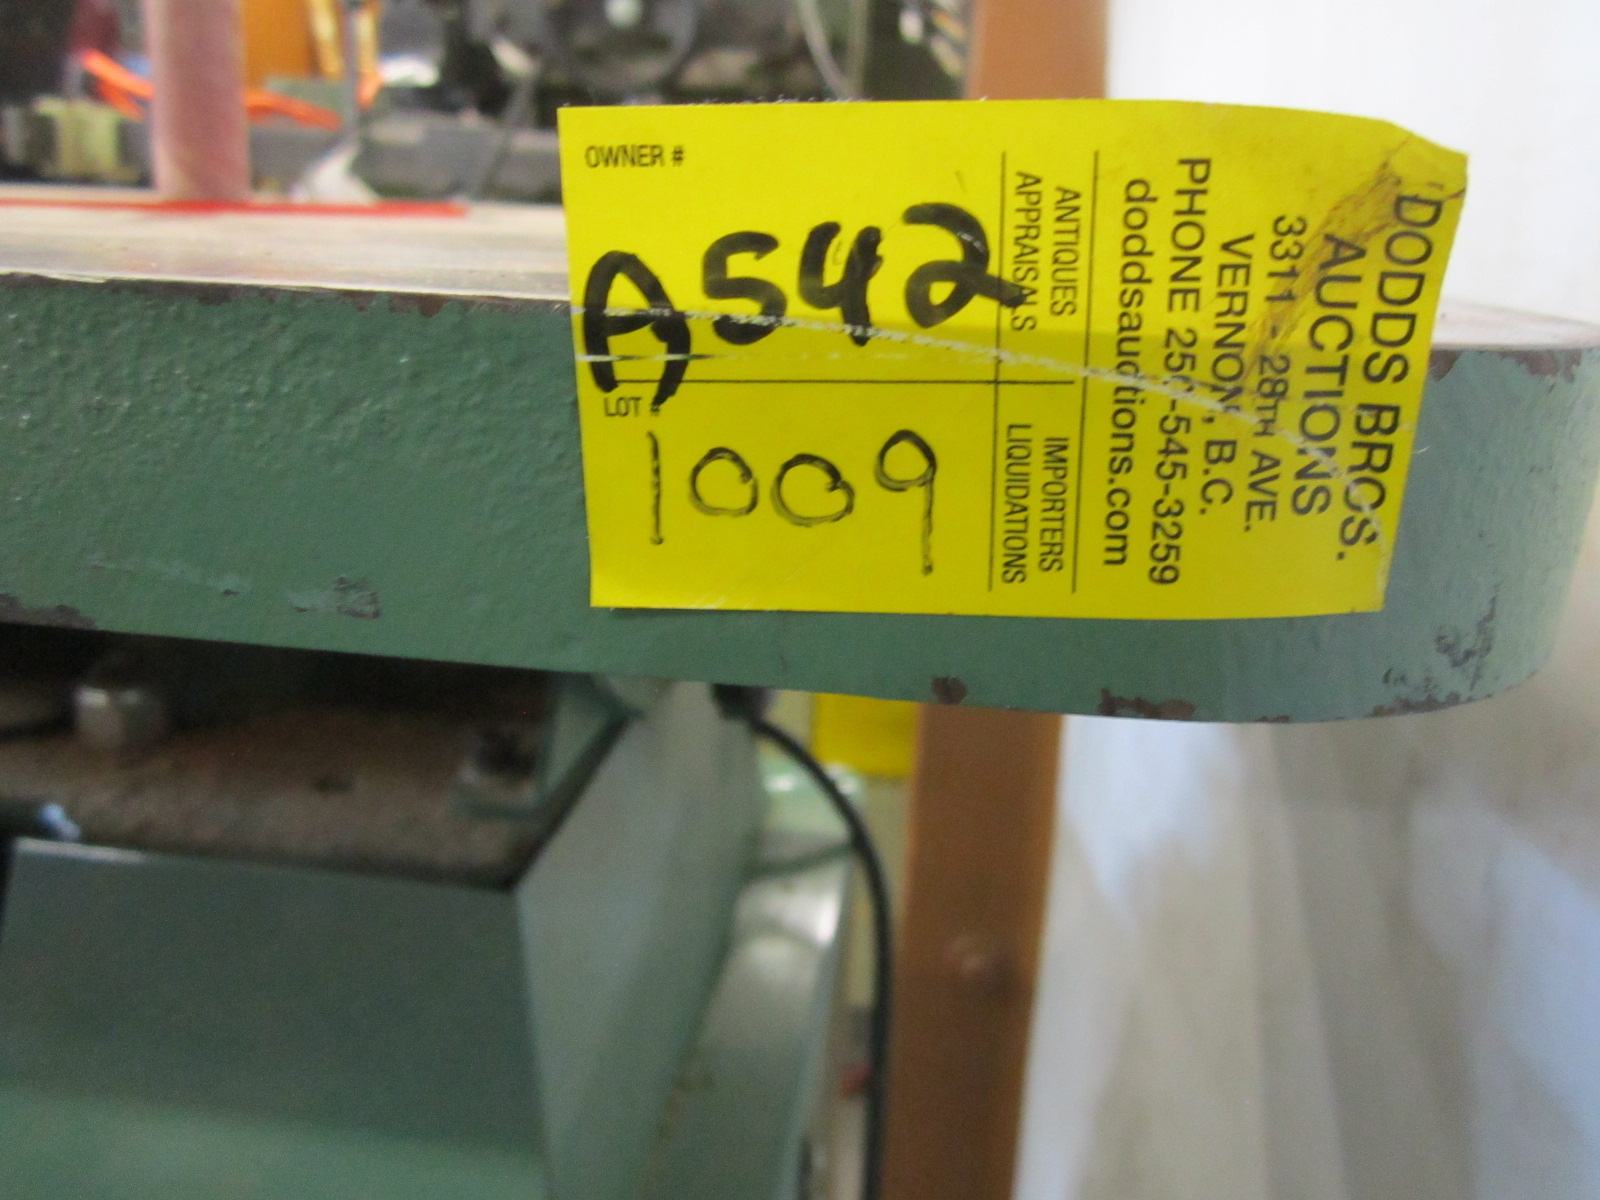 OWNER #
A542
LOT #
1009
ANTIQUES
APPRAISALS
IMPORTERS
LIQUIDATIONS
DODDS BROS.
AUCTIONS
3311 - 28TH AVE.
VERNON, B.C.
PHONE 250-545-3259
doddsauctions.com